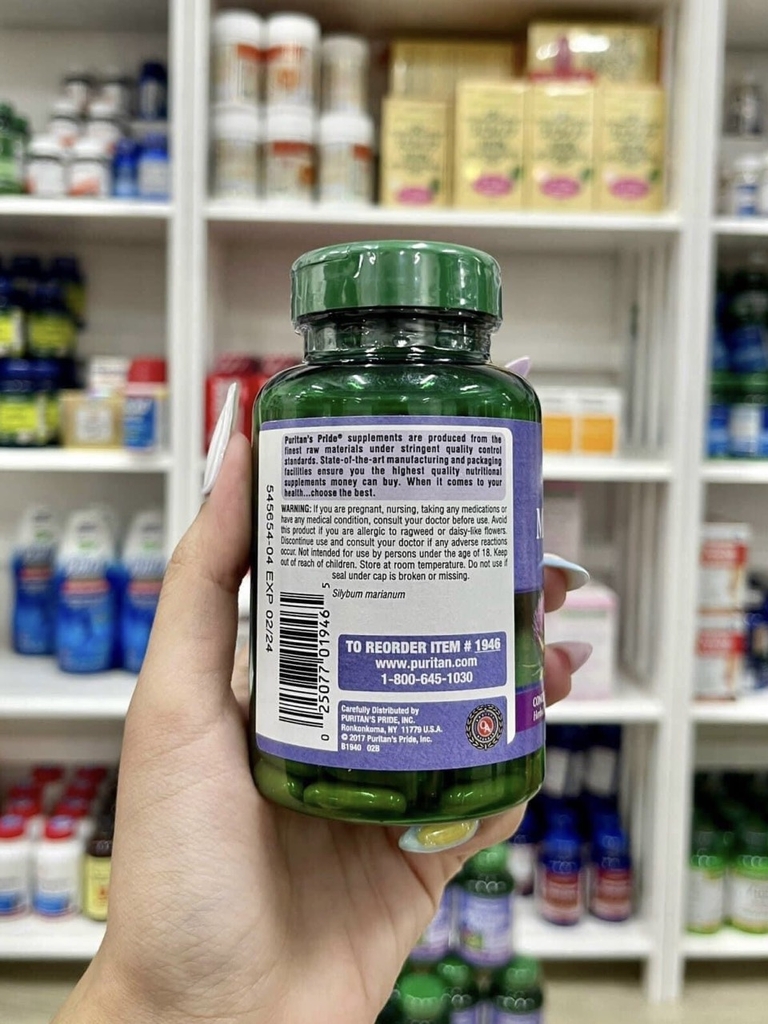 Puritan's Pride® supplements are produced from the
finest raw materials under stringent quality control
standards. State-of-the-art manufacturing and packaging
facilities ensure you the highest quality nutritional
supplements money can buy. When it comes to your
health...choose the best.
WARNING: If you are pregnant, nursing, taking any medications or
have any medical condition, consult your doctor before use. Avoid
this product if you are allergic to ragweed or daisy-like flowers.
Discontinue use and consult your doctor if any adverse reactions
occur. Not intended for use by persons under the age of 18. Keep
out of reach of children. Store at room temperature. Do not use if
seal under cap is broken or missing.
Silybum marianum
545654-04 EXP 02/24
0 25077 01946 5
TO REORDER ITEM # 1946
www.puritan.com
1-800-645-1030
Carefully Distributed by
PURITAN'S PRIDE, INC.
Ronkonkoma, NY 11779 U.S.A.
© 2017 Puritan's Pride, Inc.
B1940 02B
QA